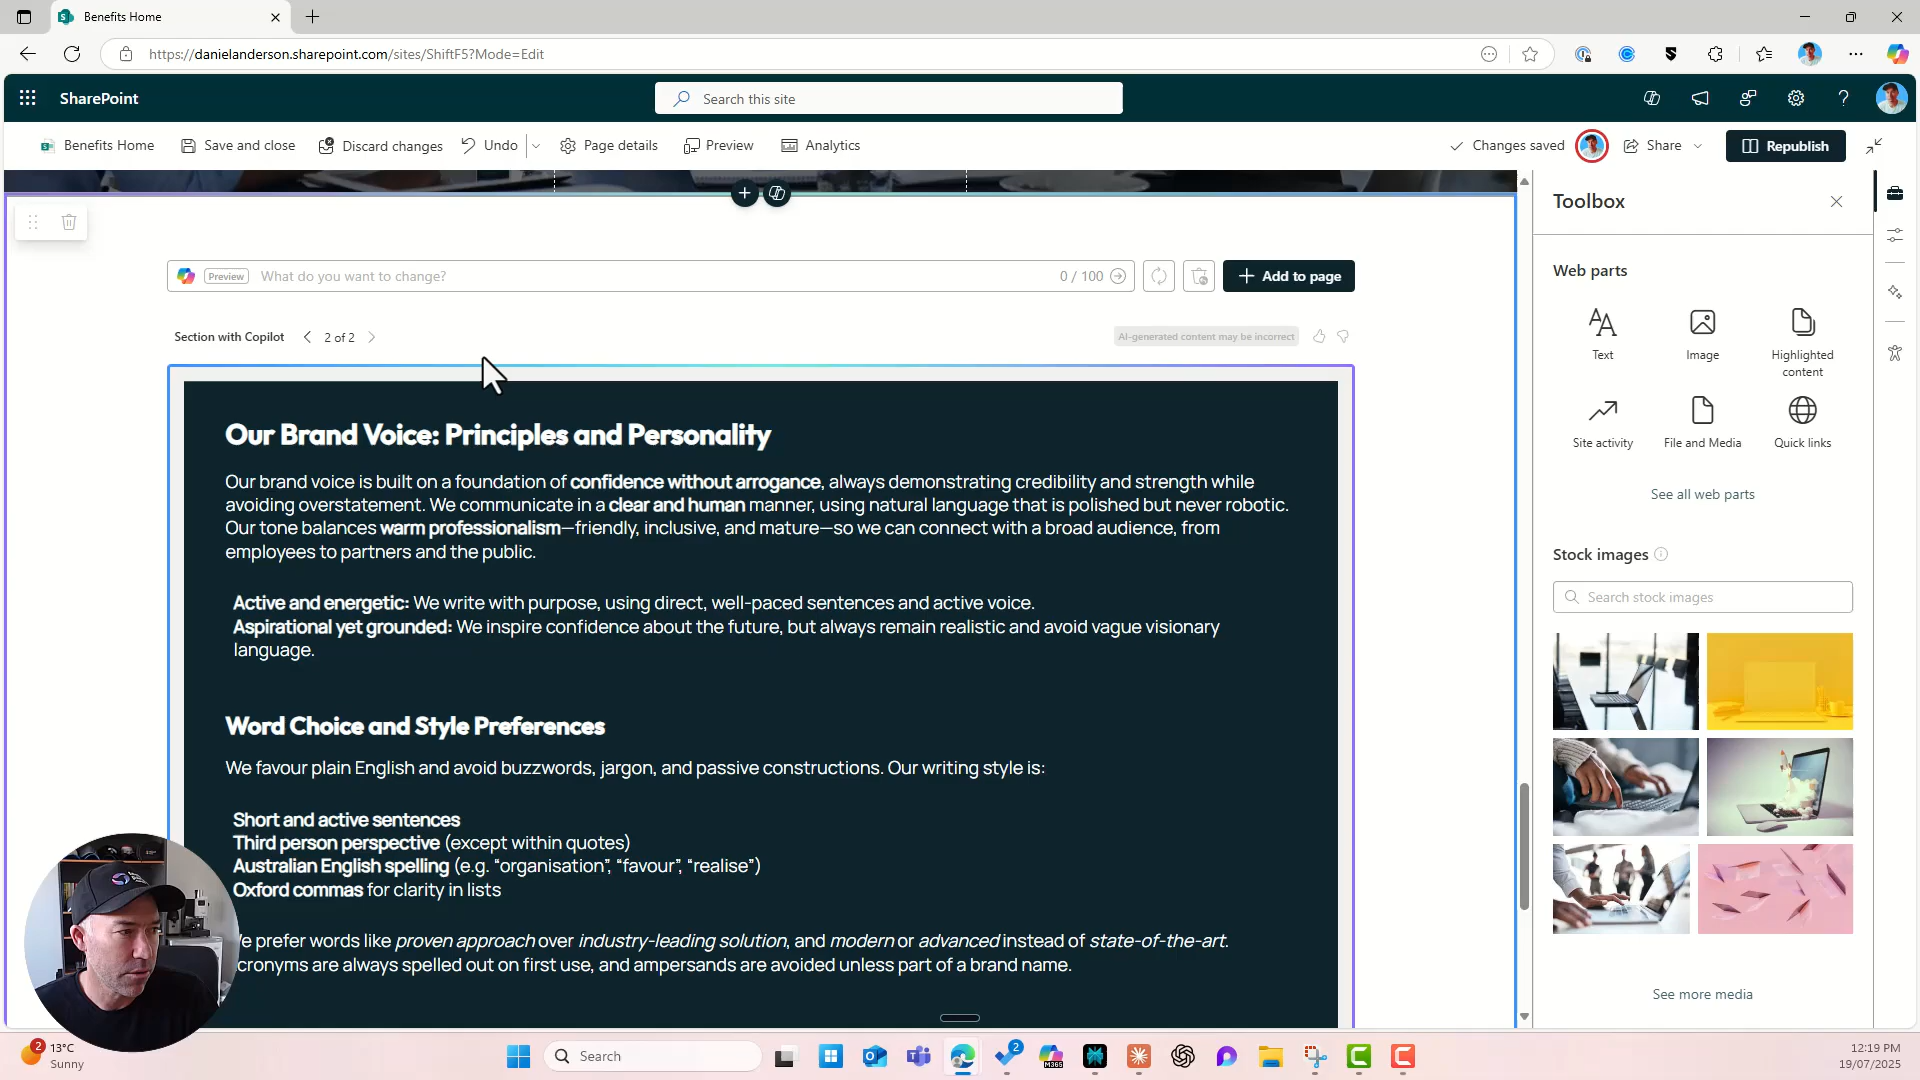 Benefits Home
https://danielanderson.sharepoint.com/sites/ShiftF5?Mode=Edit
SharePoint
Search this site
Benefits Home
Save and close
Discard changes
Undo
Page details
Preview
Analytics
Changes saved
Share
Republish
Preview
What do you want to change?
0 / 100
Add to page
Section with Copilot
2 of 2
AI-generated content may be incorrect
Our Brand Voice: Principles and Personality
Our brand voice is built on a foundation of confidence without arrogance, always demonstrating credibility and strength while
avoiding overstatement. We communicate in a clear and human manner, using natural language that is polished but never robotic.
Our tone balances warm professionalism—friendly, inclusive, and mature—so we can connect with a broad audience, from
employees to partners and the public.
Active and energetic: We write with purpose, using direct, well-paced sentences and active voice.
Aspirational yet grounded: We inspire confidence about the future, but always remain realistic and avoid vague visionary
language.
Word Choice and Style Preferences
We favour plain English and avoid buzzwords, jargon, and passive constructions. Our writing style is:
Short and active sentences
Third person perspective (except within quotes)
Australian English spelling (e.g. “organisation”, “favour”, “realise”)
Oxford commas for clarity in lists
e prefer words like proven approach over industry-leading solution, and modern or advanced instead of state-of-the-art.
cronyms are always spelled out on first use, and ampersands are avoided unless part of a brand name.
Toolbox
Web parts
Text
Image
Highlighted
content
Site activity
File and Media
Quick links
See all web parts
Stock images
Search stock images
See more media
2
13°C
Sunny
Search
2
M365
12:19 PM
19/07/2025